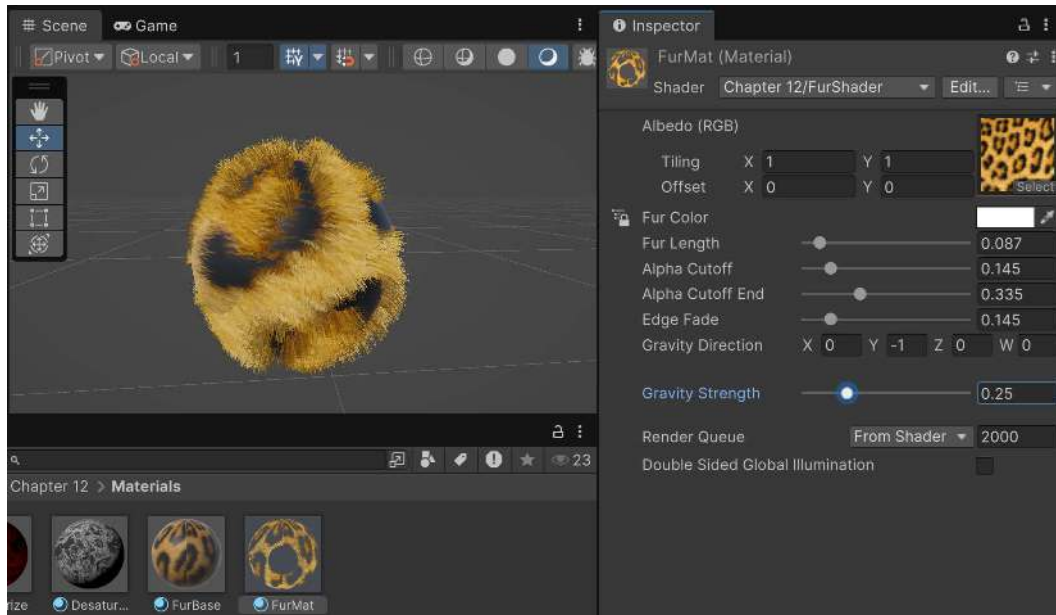 Scene Game
Pivot Local 1
Inspector
FurMat (Material)
Shader Chapter 12/FurShader Edit...
Albedo (RGB)
Tiling X 1 Y 1
Offset X 0 Y 0
Select
Fur Color
Fur Length 0.087
Alpha Cutoff 0.145
Alpha Cutoff End 0.335
Edge Fade 0.145
Gravity Direction X 0 Y -1 Z 0 W 0
Gravity Strength 0.25
Render Queue From Shader 2000
Double Sided Global Illumination
23
Chapter 12 > Materials
rize Desatur... FurBase FurMat